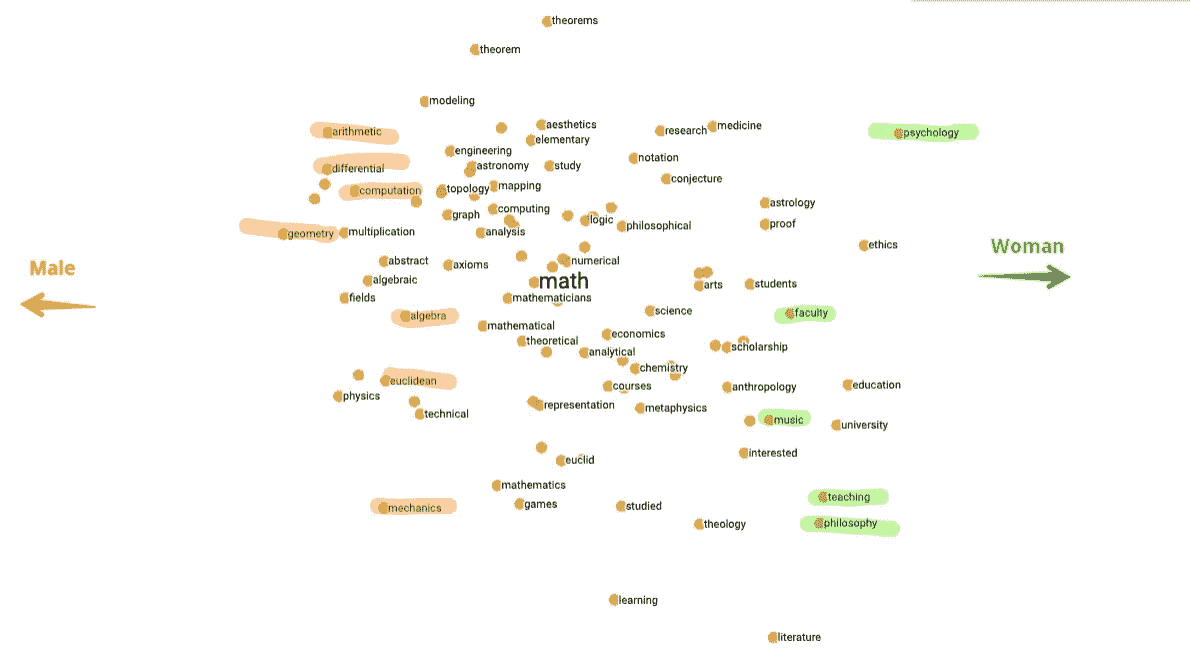 theorems
theorem
modeling
aesthetics
medicine
research
arithmetic
psychology
elementary
engineering
notation
astronomy
study
differential
conjecture
mapping
topology
computation
astrology
computing
graph
logic
proof
philosophical
analysis
multiplication
geometry
ethics
Woman
abstract
numerical
axioms
Male
algebraic
math
arts
students
fields
mathematicians
science
faculty
algebra
mathematical
economics
theoretical
scholarship
analytical
chemistry
euclidean
courses
anthropology
education
physics
representation
metaphysics
technical
music
university
interested
euclid
mathematics
teaching
games
studied
mechanics
philosophy
theology
learning
literature